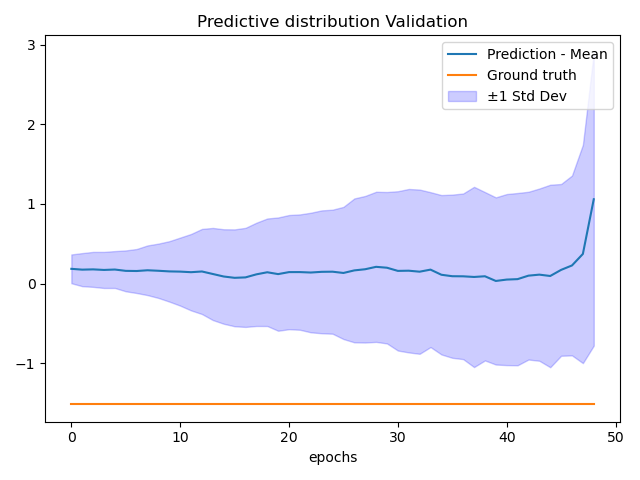 Predictive distribution Validation
Prediction - Mean
Ground truth
±1 Std Dev
3
2
1
0
−1
0 10 20 30 40 50
epochs